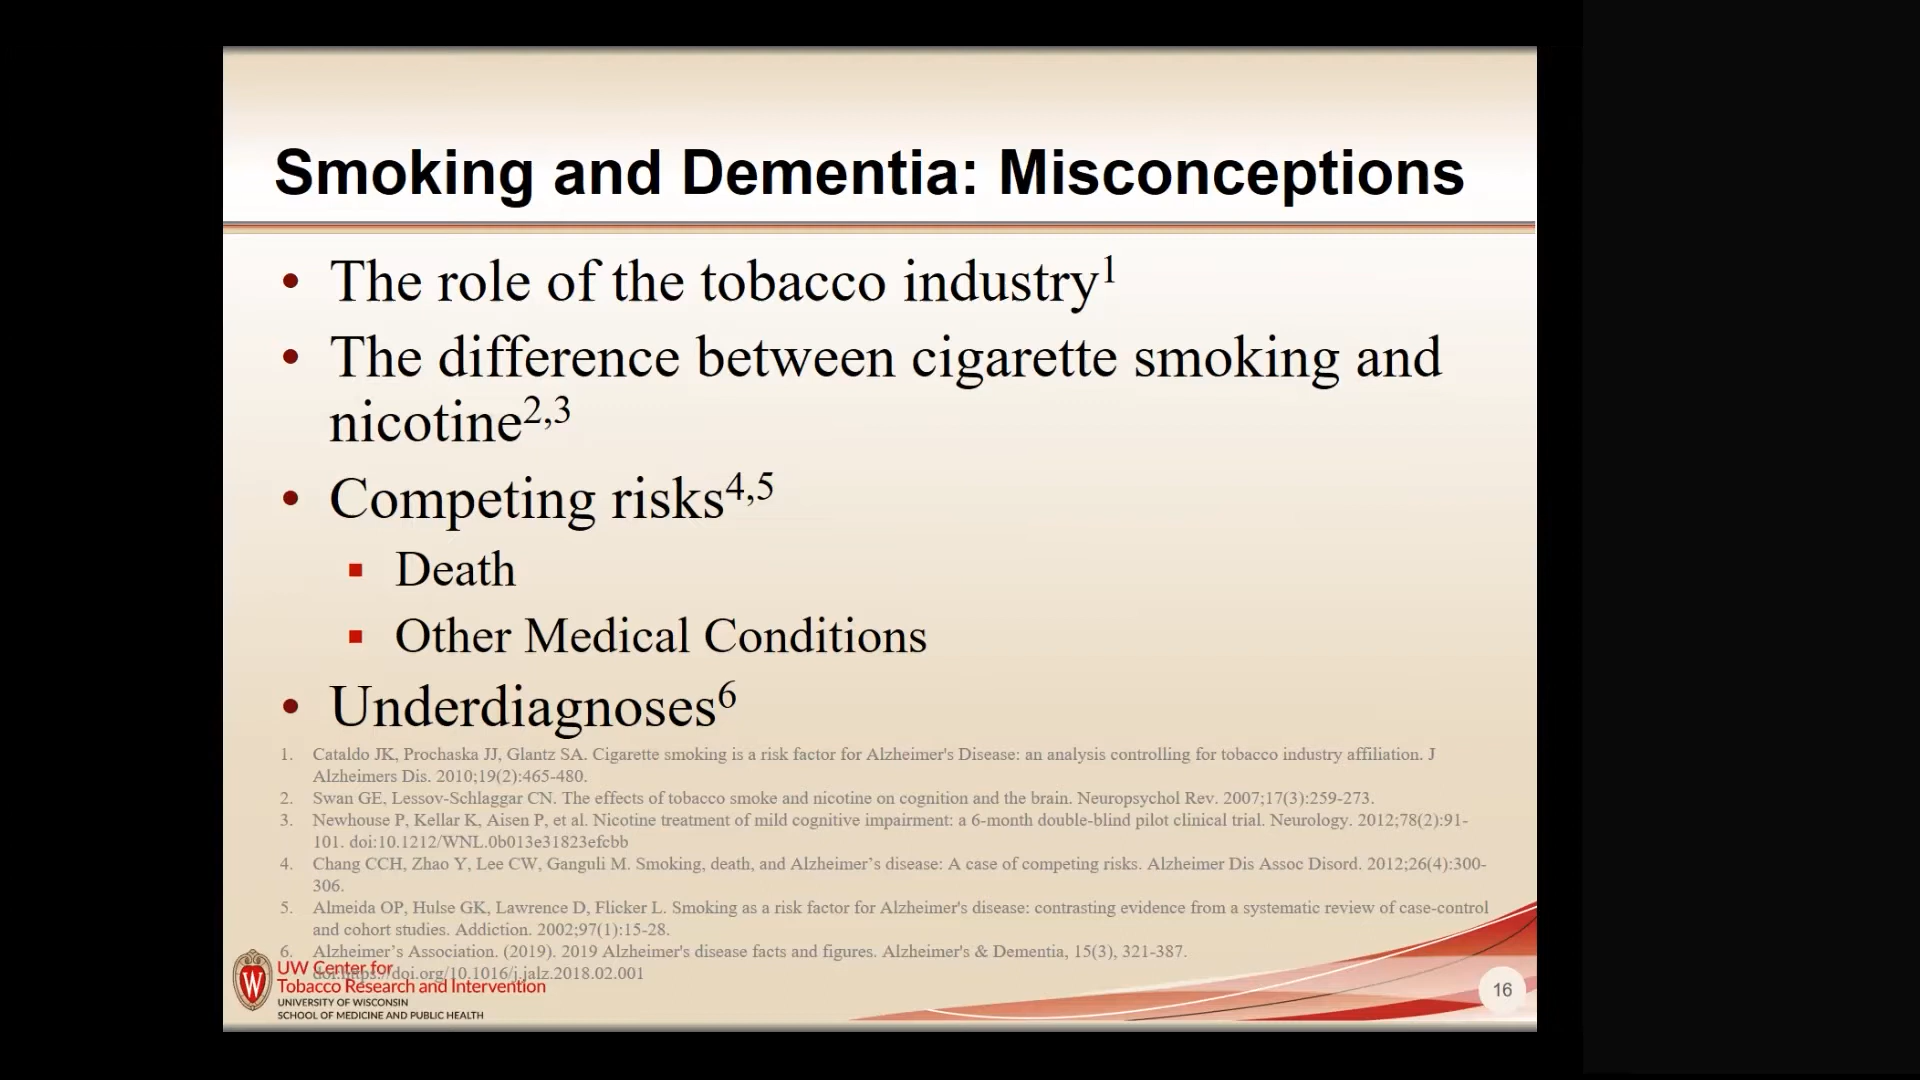 Smoking and Dementia: Misconceptions
• The role of the tobacco industry1
• The difference between cigarette smoking and
nicotine2,3
• Competing risks4,5
▪ Death
▪ Other Medical Conditions
• Underdiagnoses6
1. Cataldo JK, Prochaska JJ, Glantz SA. Cigarette smoking is a risk factor for Alzheimer's Disease: an analysis controlling for tobacco industry affiliation. J
Alzheimers Dis. 2010;19(2):465-480.
2. Swan GE, Lessov-Schlaggar CN. The effects of tobacco smoke and nicotine on cognition and the brain. Neuropsychol Rev. 2007;17(3):259-273.
3. Newhouse P, Kellar K, Aisen P, et al. Nicotine treatment of mild cognitive impairment: a 6-month double-blind pilot clinical trial. Neurology. 2012;78(2):91-
101. doi:10.1212/WNL.0b013e31823efcbb
4. Chang CCH, Zhao Y, Lee CW, Ganguli M. Smoking, death, and Alzheimer’s disease: A case of competing risks. Alzheimer Dis Assoc Disord. 2012;26(4):300-
306.
5. Almeida OP, Hulse GK, Lawrence D, Flicker L. Smoking as a risk factor for Alzheimer's disease: contrasting evidence from a systematic review of case-control
and cohort studies. Addiction. 2002;97(1):15-28.
6. Alzheimer’s Association. (2019). 2019 Alzheimer's disease facts and figures. Alzheimer's & Dementia, 15(3), 321-387.
doi:https://doi.org/10.1016/j.jalz.2018.02.001
W
UW Center for
Tobacco Research and Intervention
UNIVERSITY OF WISCONSIN
SCHOOL OF MEDICINE AND PUBLIC HEALTH
16